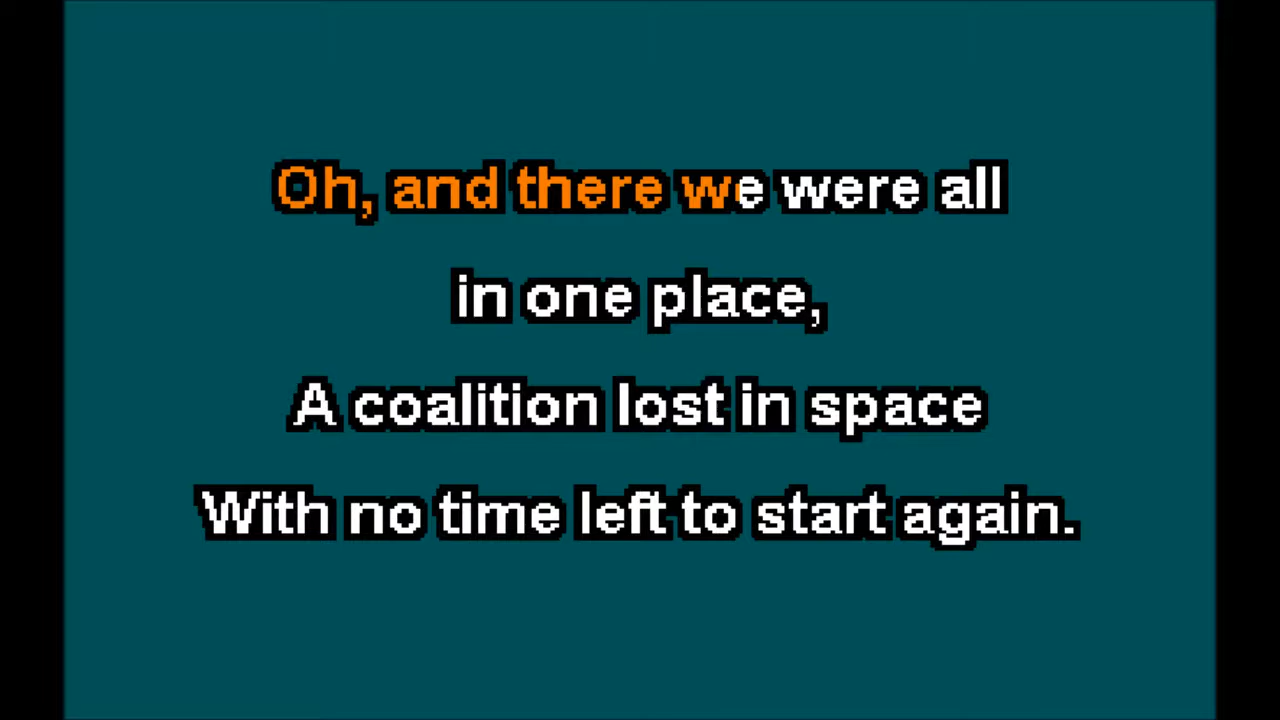 Oh, and there we were all
in one place,
A coalition lost in space
With no time left to start again.